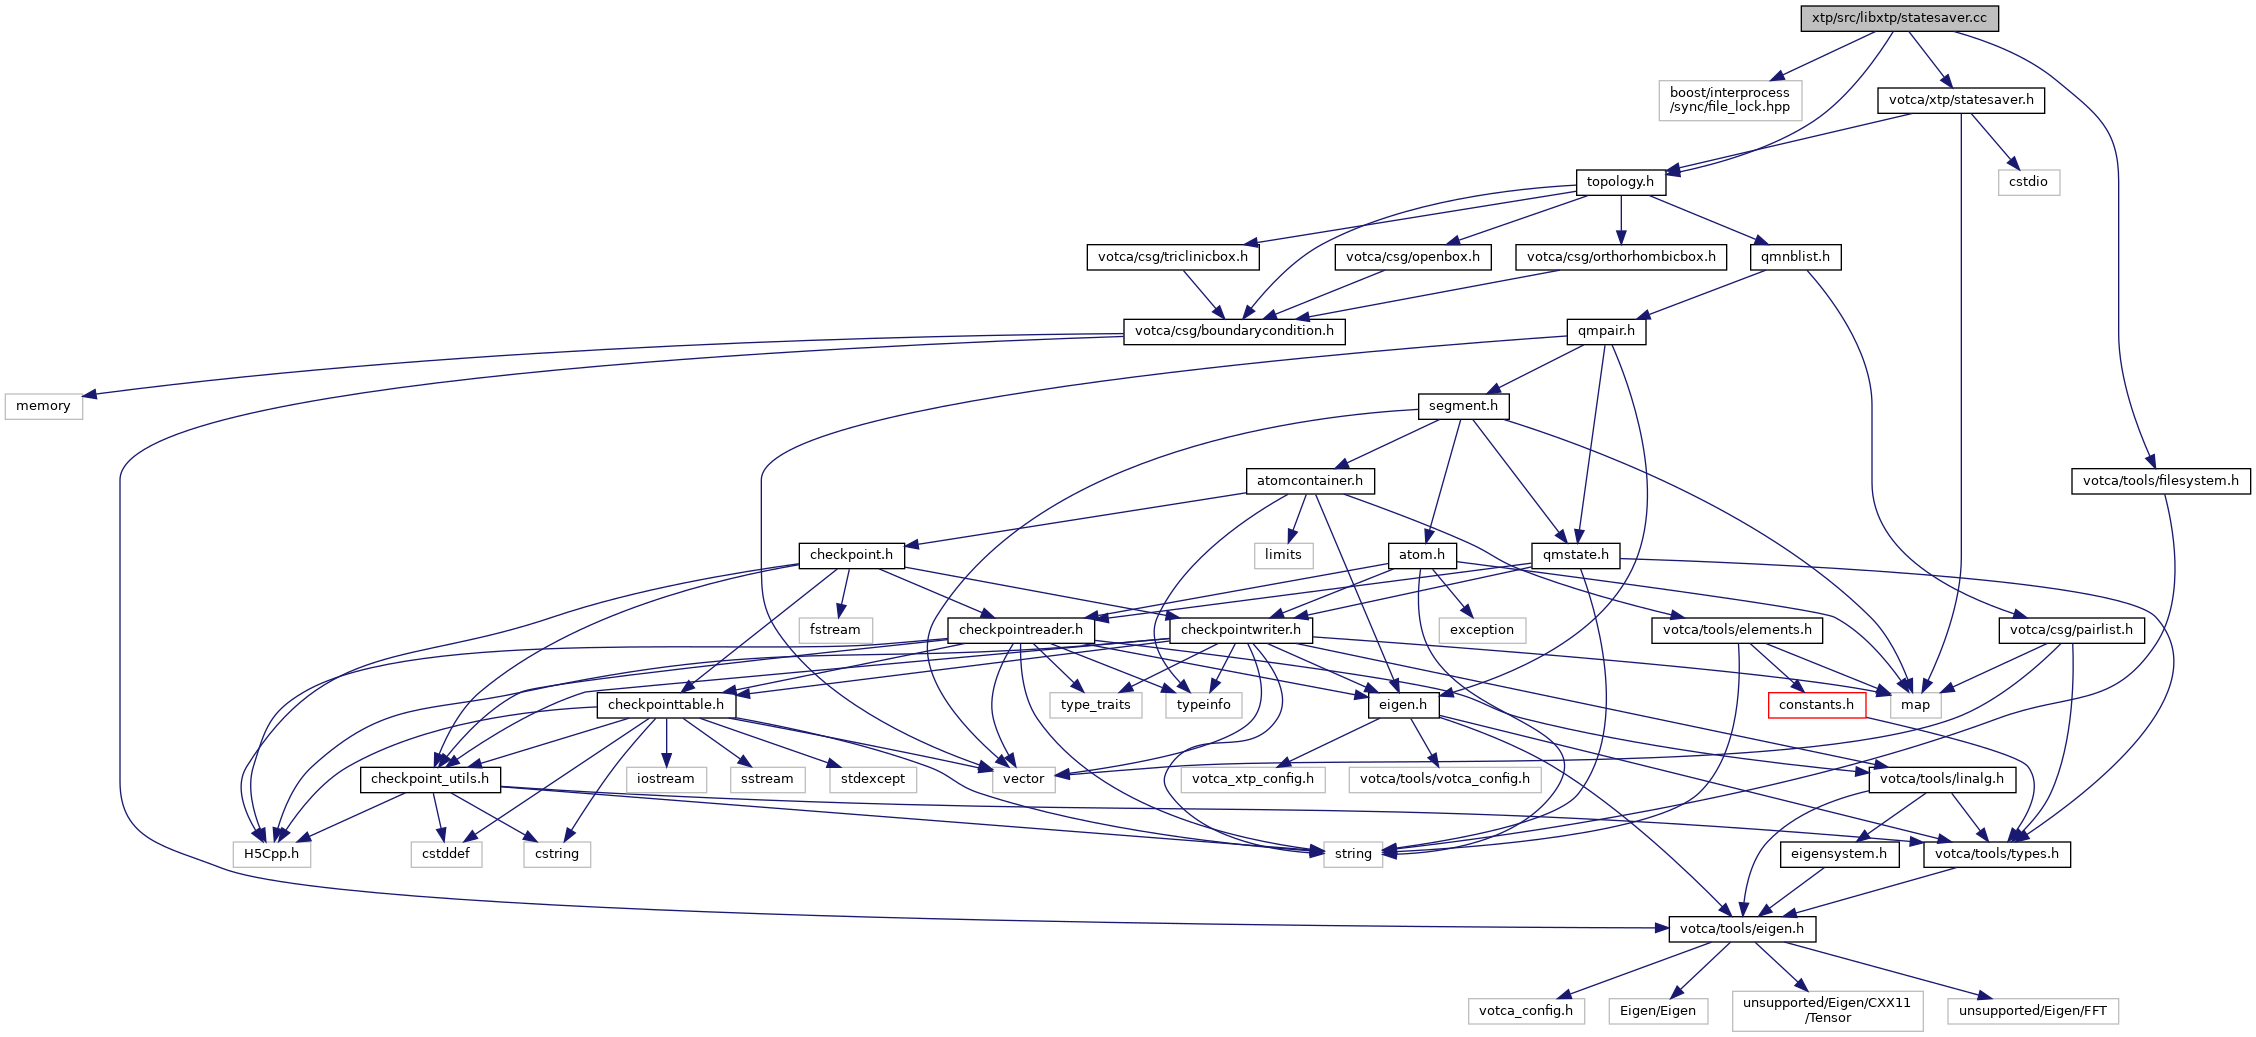 xtp/src/libxtp/statesaver.cc
boost/interprocess
/sync/file_lock.hpp
votca/xtp/statesaver.h
topology.h
cstdio
votca/csg/triclinicbox.h
votca/csg/openbox.h
votca/csg/orthorhombicbox.h
qmnblist.h
votca/csg/boundarycondition.h
qmpair.h
memory
segment.h
atomcontainer.h
votca/tools/filesystem.h
checkpoint.h
limits
atom.h
qmstate.h
fstream
checkpointreader.h
checkpointwriter.h
exception
votca/tools/elements.h
votca/csg/pairlist.h
checkpointtable.h
type_traits
typeinfo
eigen.h
constants.h
map
checkpoint_utils.h
iostream
sstream
stdexcept
vector
votca_xtp_config.h
votca/tools/votca_config.h
votca/tools/linalg.h
H5Cpp.h
cstddef
cstring
string
eigensystem.h
votca/tools/types.h
votca/tools/eigen.h
votca_config.h
Eigen/Eigen
unsupported/Eigen/CXX11
/Tensor
unsupported/Eigen/FFT